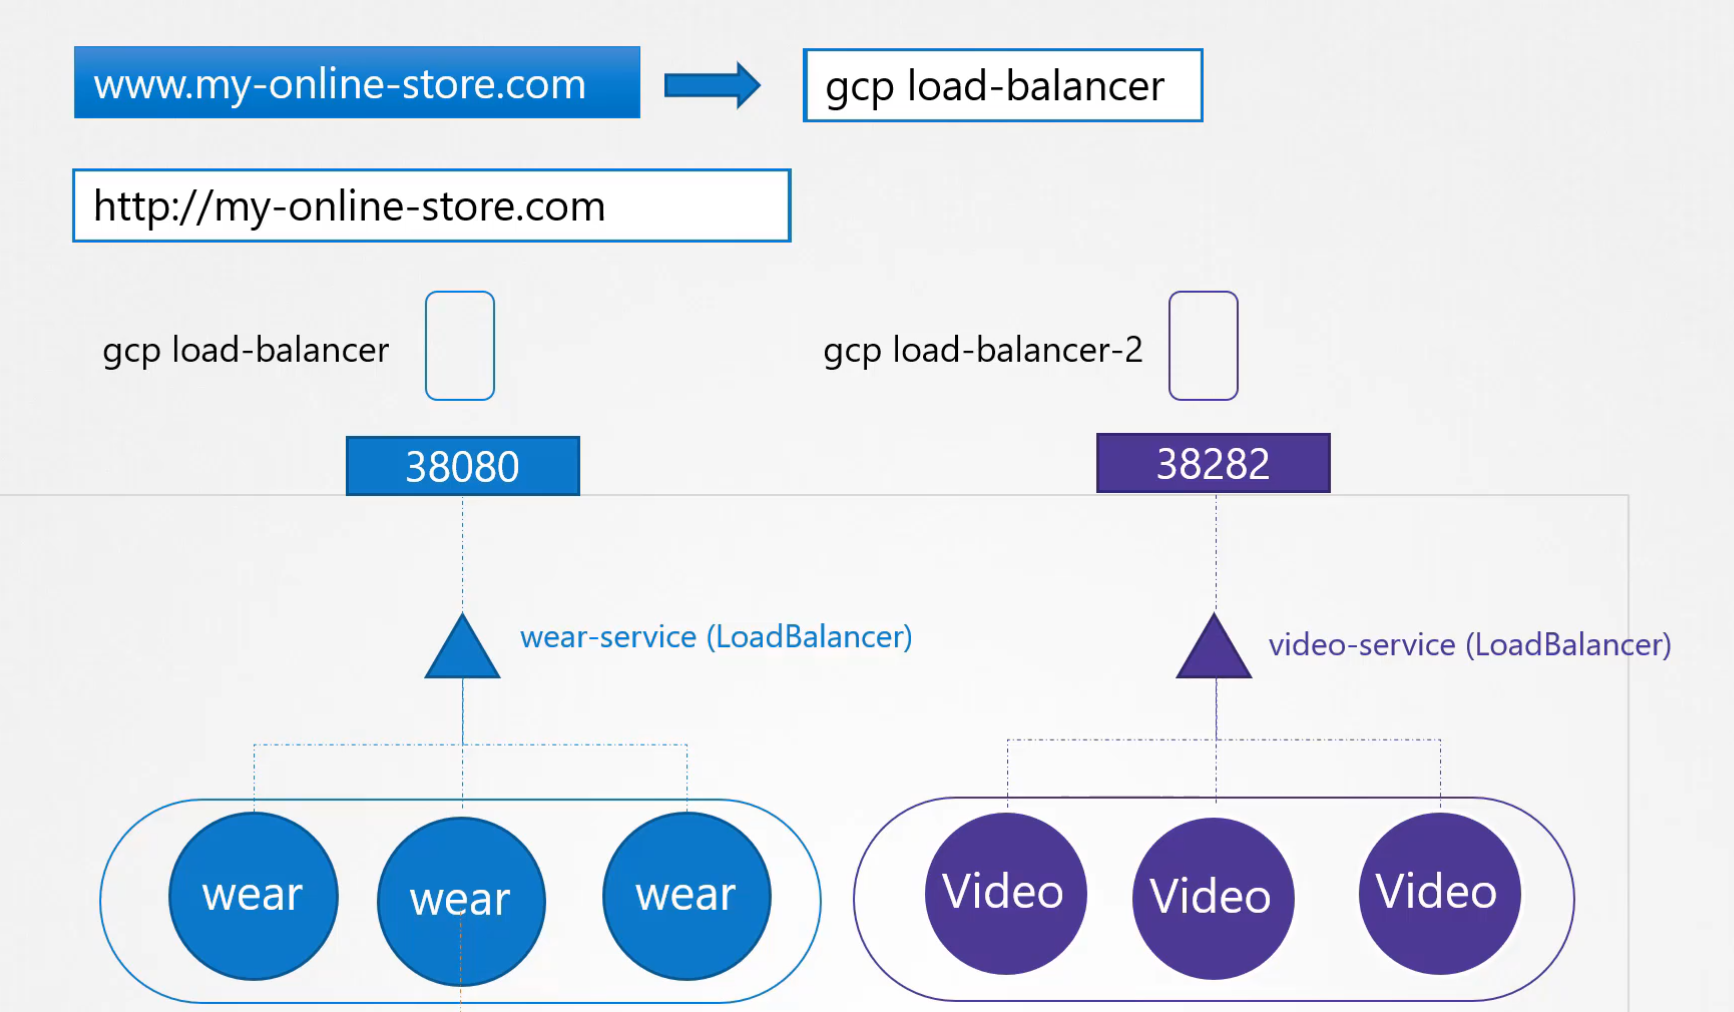 www.my-online-store.com
gcp load-balancer
http://my-online-store.com
gcp load-balancer
gcp load-balancer-2
38080
38282
wear-service (LoadBalancer)
video-service (LoadBalancer)
wear
wear
wear
Video
Video
Video